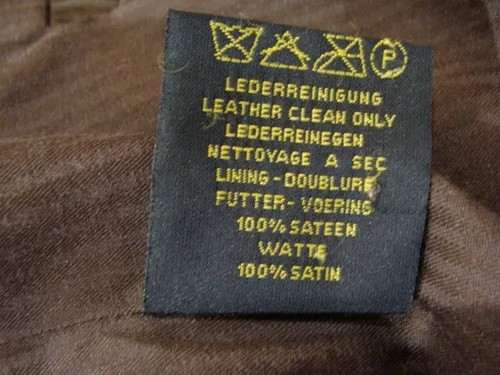 P
LEDERREINIGUNG
LEATHER CLEAN ONLY
LEDERREINEGEN
NETTOYAGE A SEC
LINING - DOUBLURE
FUTTER - VOERING
100% SATEEN
WATTE
100% SATIN